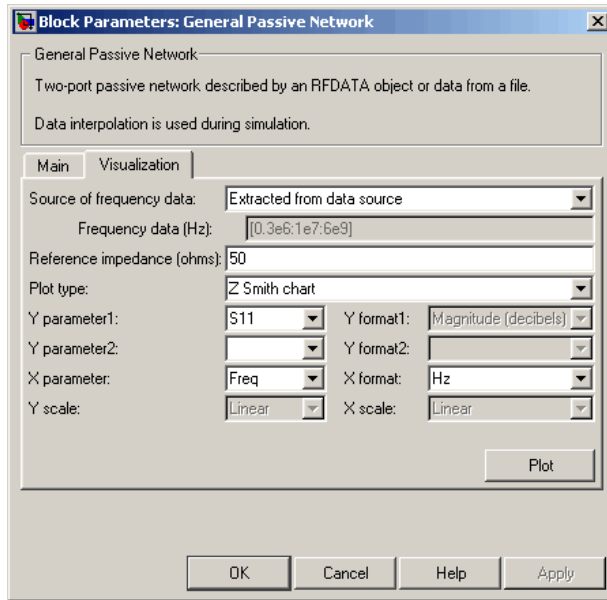 Block Parameters: General Passive Network
General Passive Network
Two-port passive network described by an RFDATA object or data from a file.
Data interpolation is used during simulation.
Main Visualization
Source of frequency data: Extracted from data source
Frequency data (Hz): [0.3e6:1e7:6e9]
Reference impedance (ohms): 50
Plot type: Z Smith chart
Y parameter1: S11 Y format1: Magnitude (decibels)
Y parameter2: Y format2:
X parameter: Freq X format: Hz
Y scale: Linear X scale: Linear
Plot
OK Cancel Help Apply